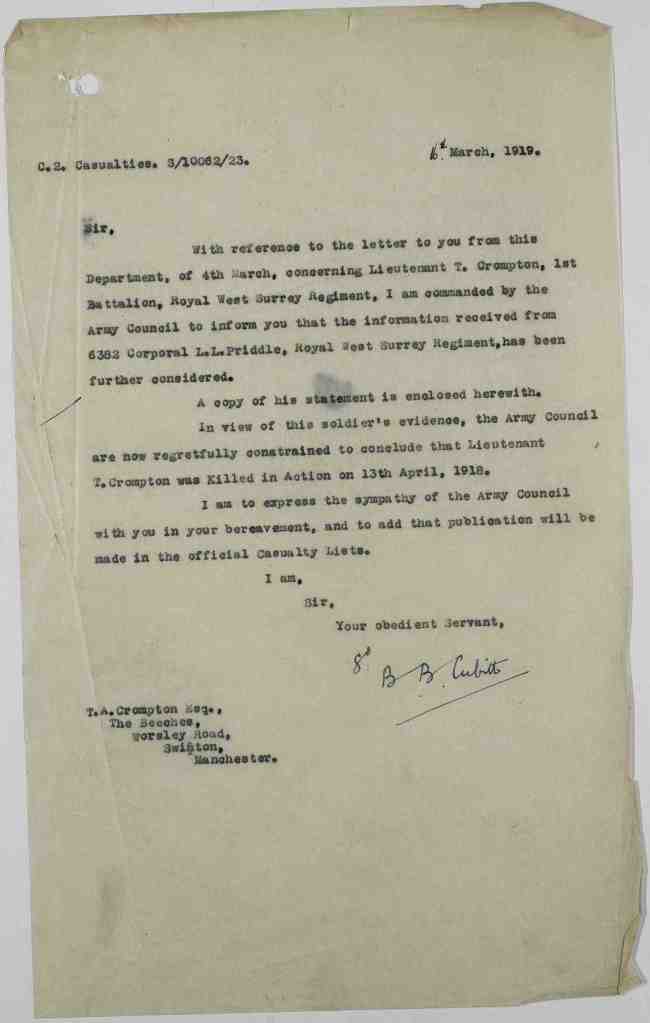 C.2. Casualties. S/10062/23.
16th March, 1919.
Sir,
With reference to the letter to you from this
Department, of 4th March, concerning Lieutenant T. Crompton, 1st
Battalion, Royal West Surrey Regiment, I am commanded by the
Army Council to inform you that the information received from
6382 Corporal L.L.Priddle, Royal West Surrey Regiment,has been
further considered.
A copy of his statement is enclosed herewith.
In view of this soldier's evidence, the Army Council
are now regretfully constrained to conclude that Lieutenant
T.Crompton was Killed in Action on 13th April, 1918.
I am to express the sympathy of the Army Council
with you in your bereavement, and to add that publication will be
made in the official Casualty Lists.
I am,
Sir,
Your obedient Servant,
Sd B B Cubitt
T.A.Crompton Esq.,
The Beeches,
Worsley Road,
Swinton,
Manchester.